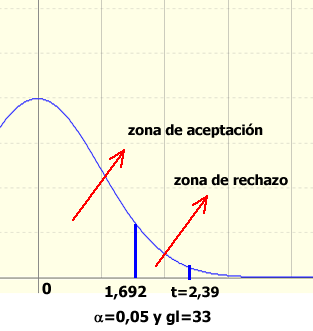 zona de aceptación
zona de rechazo
0
1,692
t=2,39
α=0,05 y gl=33